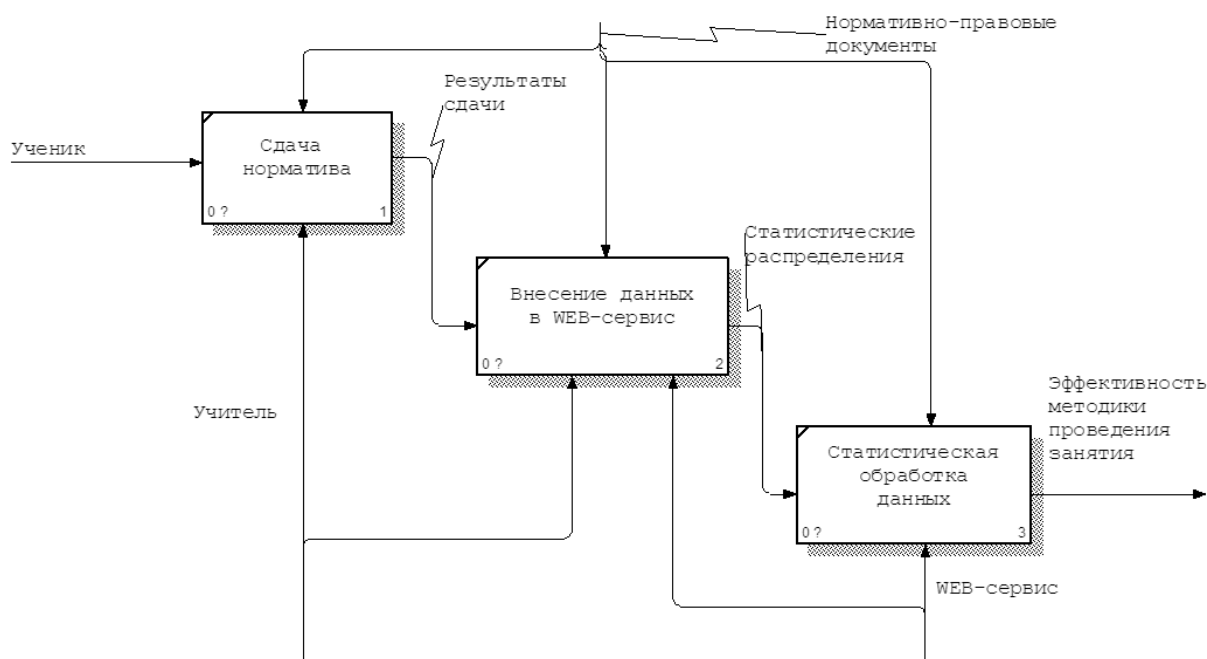 Нормативно-правовые
документы
Результаты
сдачи
Ученик
Сдача
норматива
0 ?
1
Статистические
распределения
Внесение данных
в WEB-сервис
0 ?
2
Учитель
Эффективность
методики
проведения
занятия
Статистическая
обработка
данных
0 ?
3
WEB-сервис